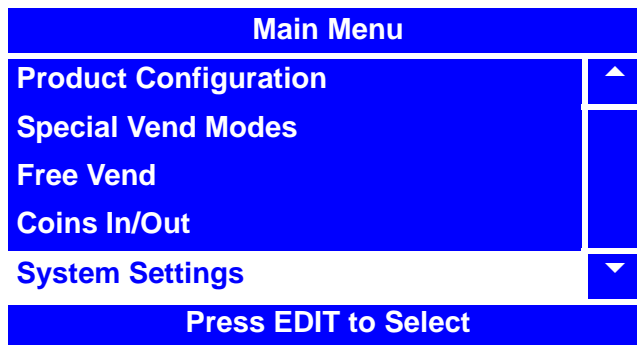 Main Menu
Product Configuration
Special Vend Modes
Free Vend
Coins In/Out
System Settings
Press EDIT to Select